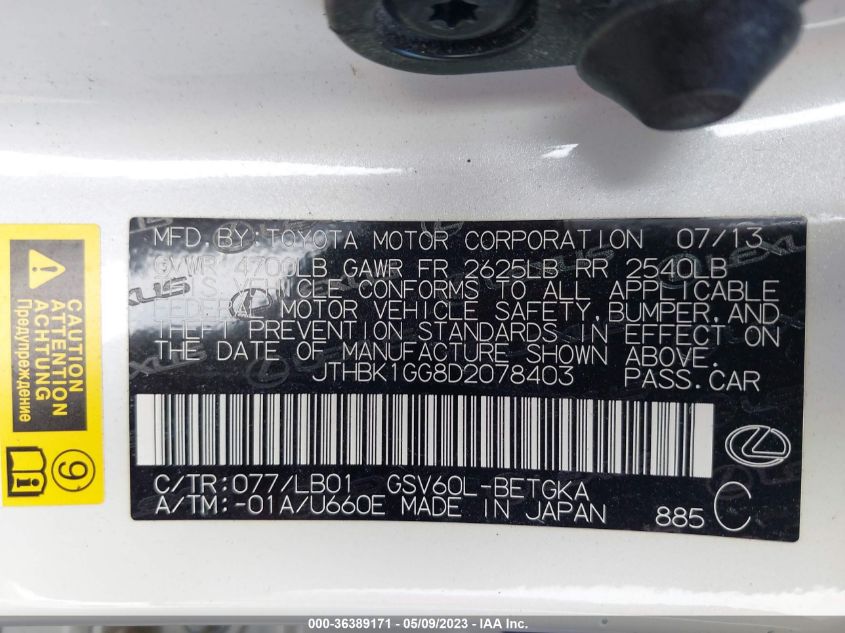 MFD. BY: TOYOTA MOTOR CORPORATION 07/13
GVWR 4700LB GAWR FR 2625LB RR 2540LB
THIS VEHICLE CONFORMS TO ALL APPLICABLE
FEDERAL MOTOR VEHICLE SAFETY, BUMPER, AND
THEFT PREVENTION STANDARDS IN EFFECT ON
THE DATE OF MANUFACTURE SHOWN ABOVE.
JTHBK1GG8D2078403 PASS. CAR
C/TR: 077/LB01 GSV60L-BETGKA
A/TM: -01A/U660E MADE IN JAPAN
885 C
CAUTION
ATTENTION
ACHTUNG
Предупреждение
9
000-36389171 - 05/09/2023 - IAA Inc.